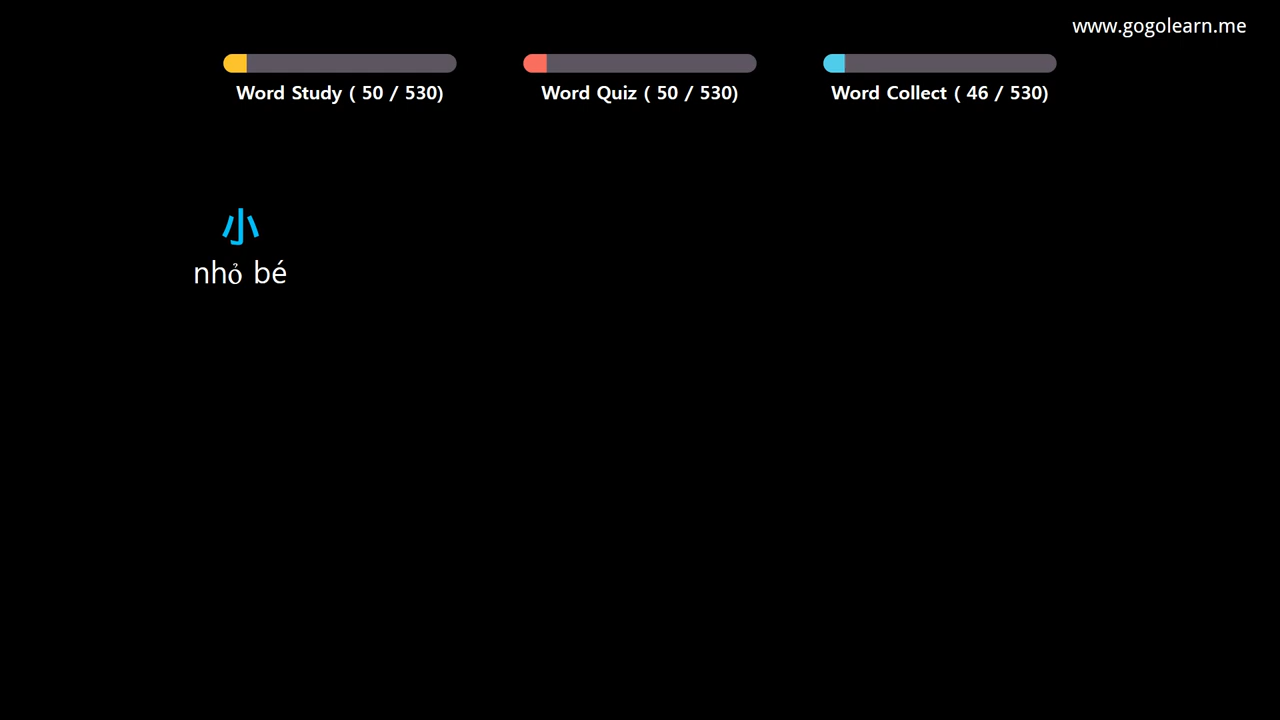 www.gogolearn.me
Word Study ( 50 / 530)
Word Quiz ( 50 / 530)
Word Collect ( 46 / 530)
小
nhỏ bé